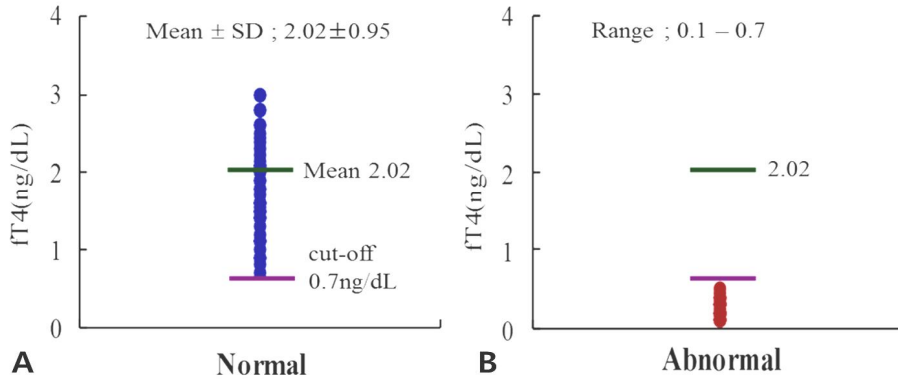 Mean ± SD ; 2.02±0.95
4
3
2
1
0
fT4(ng/dL)
Mean 2.02
cut-off
0.7ng/dL
A
Normal
Range ; 0.1 – 0.7
4
3
2
1
0
fT4(ng/dL)
2.02
B
Abnormal